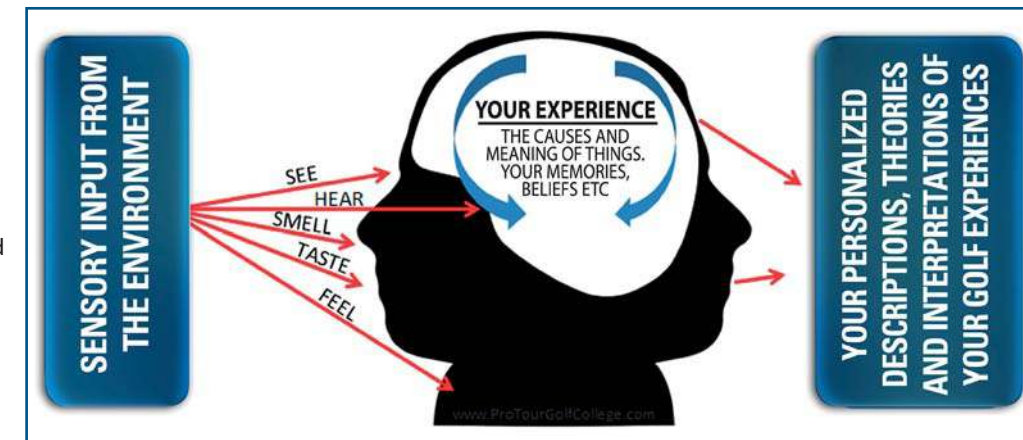 SENSORY INPUT FROM
THE ENVIRONMENT
SEE
HEAR
SMELL
TASTE
FEEL
YOUR EXPERIENCE
THE CAUSES AND
MEANING OF THINGS.
YOUR MEMORIES,
BELIEFS ETC
YOUR PERSONALIZED
DESCRIPTIONS, THEORIES
AND INTERPRETATIONS OF
YOUR GOLF EXPERIENCES
www.ProTourGolfCollege.com